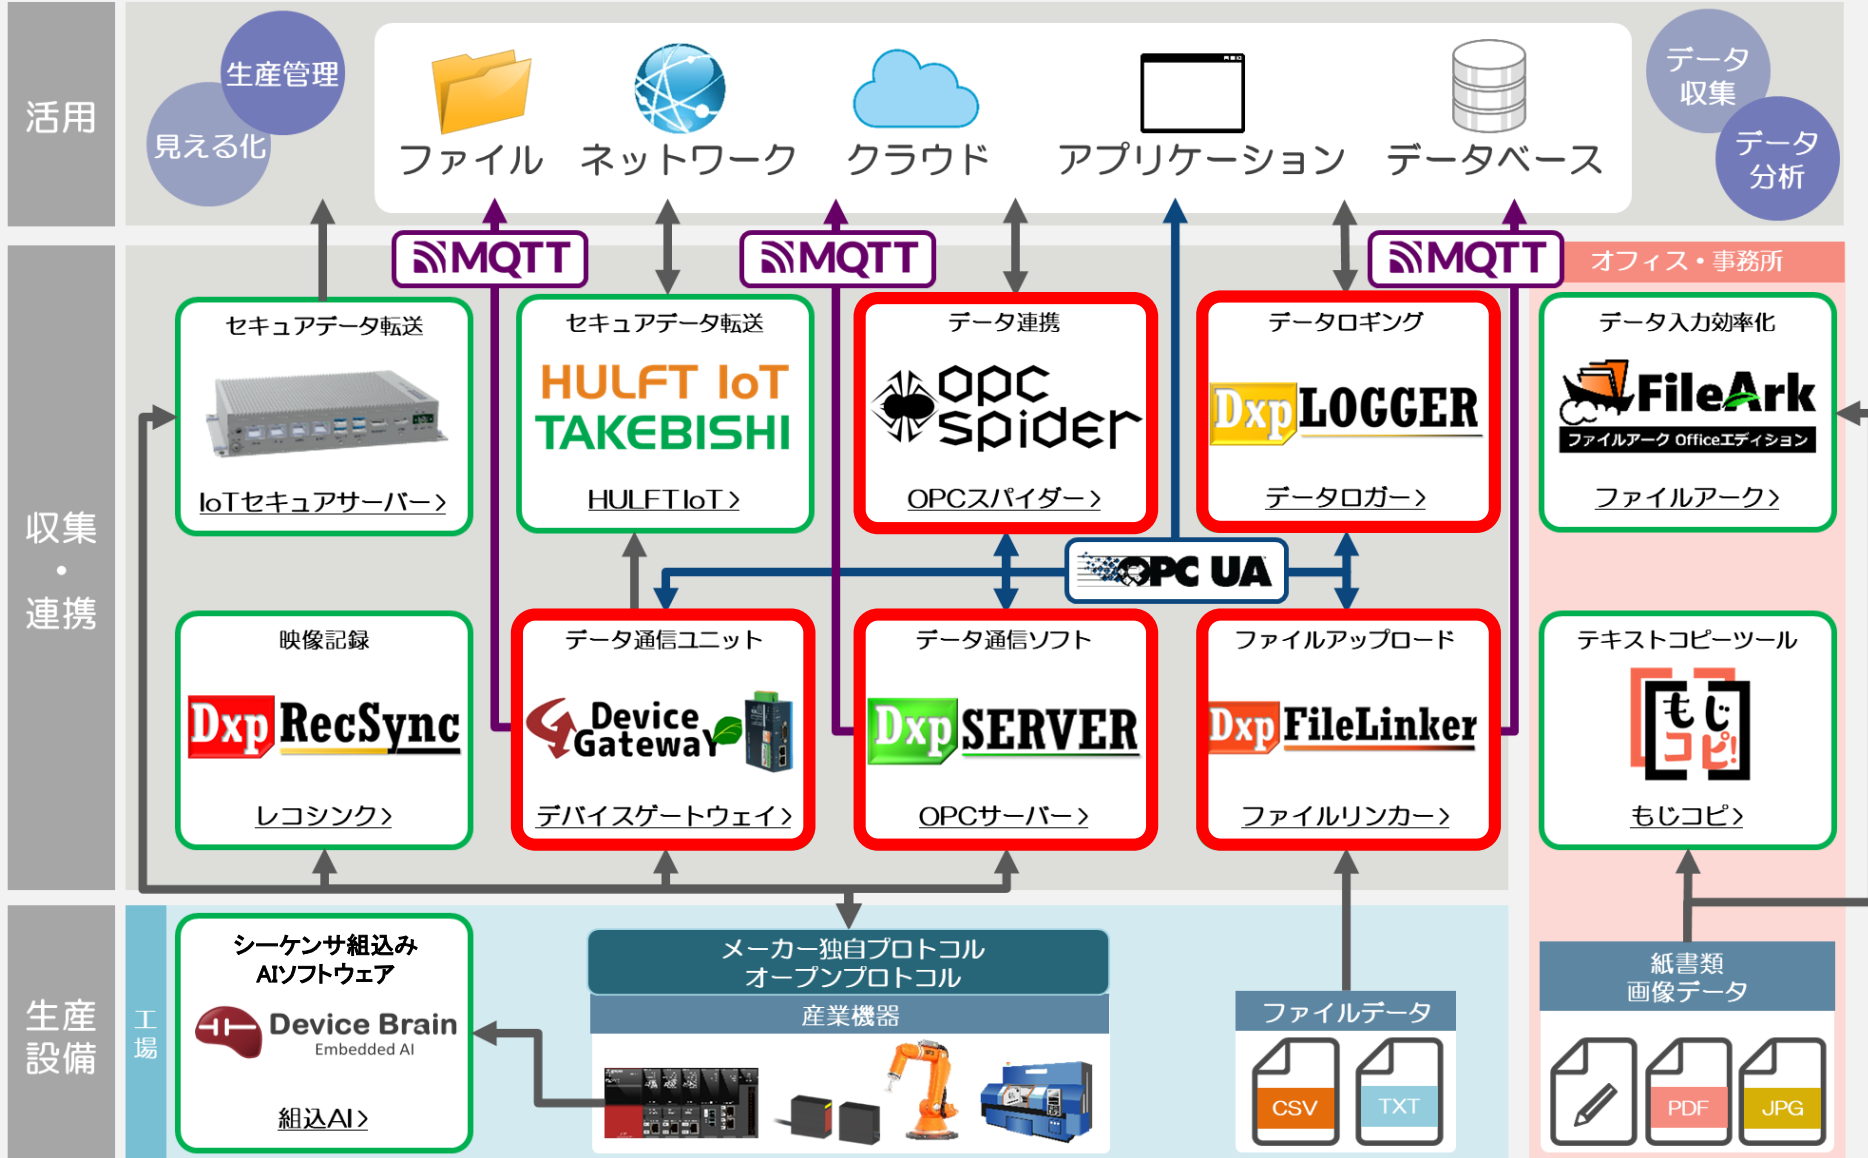 活用
見える化
生産管理
ファイル
ネットワーク
クラウド
アプリケーション
データベース
データ
収集
データ
分析
収集
・
連携
MQTT
MQTT
MQTT
オフィス・事務所
セキュアデータ転送
IoTセキュアサーバー>
セキュアデータ転送
HULFT IoT
TAKEBISHI
HULFT IoT>
データ連携
opc
spider
OPCスパイダー>
データロギング
Dxp LOGGER
データロガー>
データ入力効率化
FileArk
ファイルアーク Officeエディション
ファイルアーク>
OPC UA
映像記録
Dxp RecSync
レコシンク>
データ通信ユニット
Device
GatewaY
デバイスゲートウェイ>
データ通信ソフト
Dxp SERVER
OPCサーバー>
ファイルアップロード
Dxp FileLinker
ファイルリンカー>
テキストコピーツール
もじ
コピ!
もじコピ>
生産
設備
工
場
シーケンサ組込み
AIソフトウェア
Device Brain
Embedded AI
組込AI>
メーカー独自プロトコル
オープンプロトコル
産業機器
ファイルデータ
CSV
TXT
紙書類
画像データ
PDF
JPG